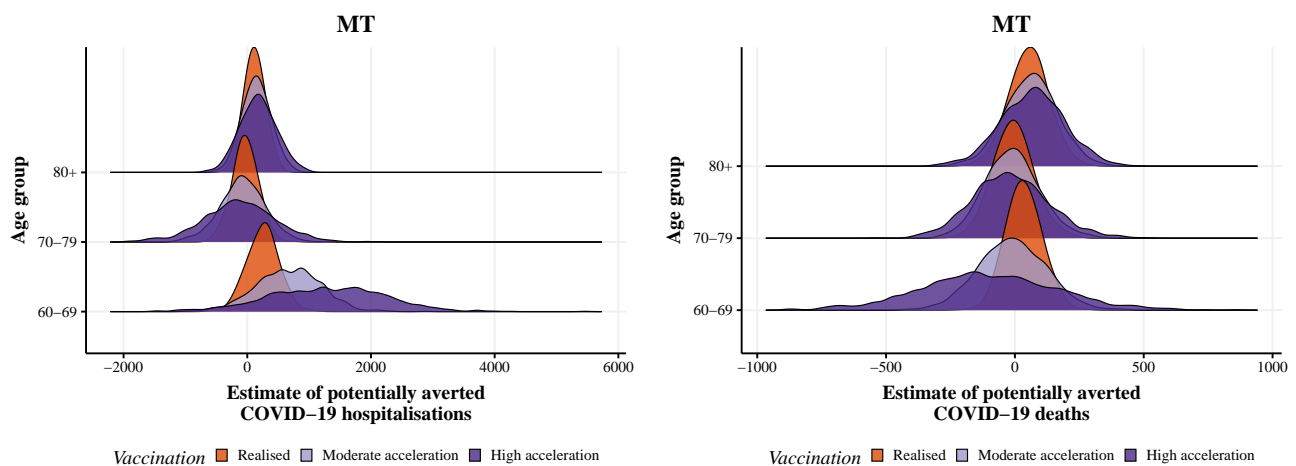 MT
Age group
80+
70−79
60−69
−2000 0 2000 4000 6000
Estimate of potentially averted
COVID−19 hospitalisations
Vaccination Realised Moderate acceleration High acceleration
MT
Age group
80+
70−79
60−69
−1000 −500 0 500 1000
Estimate of potentially averted
COVID−19 deaths
Vaccination Realised Moderate acceleration High acceleration